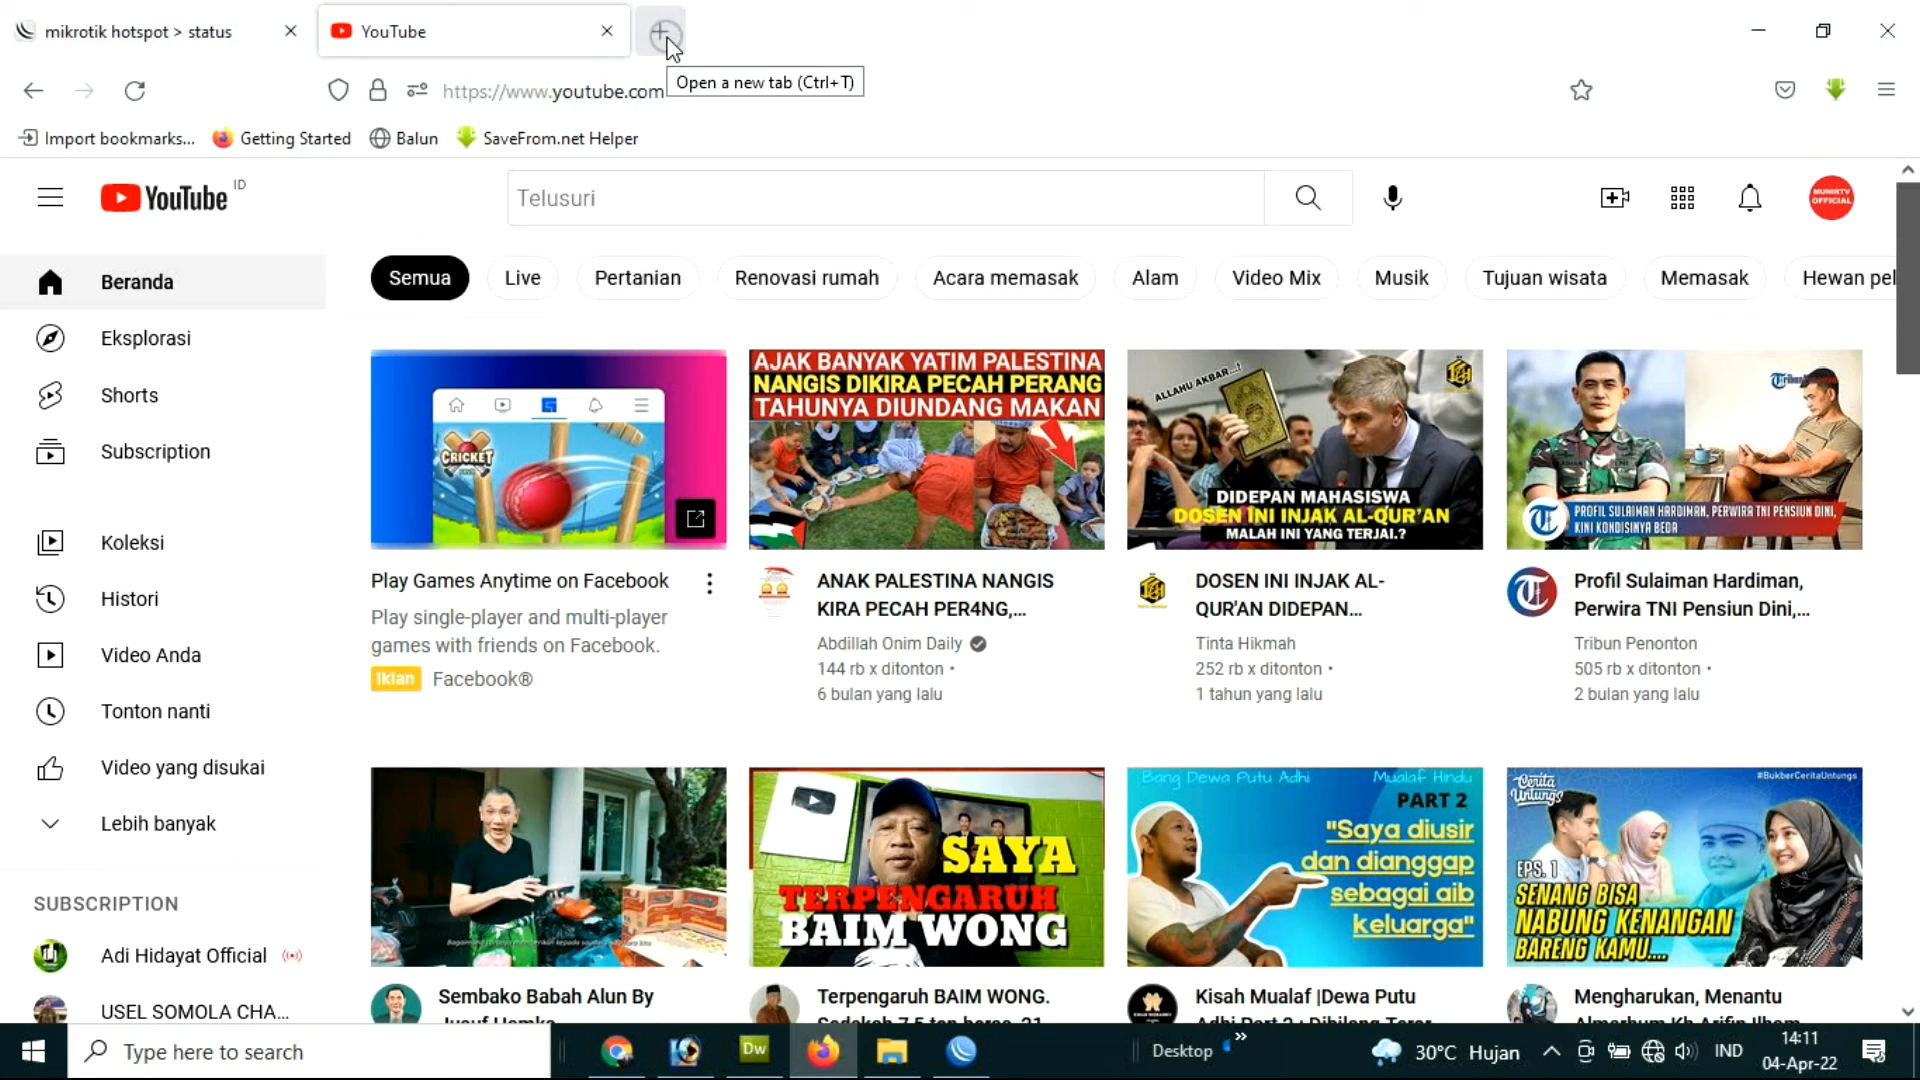 mikrotik hotspot > status
YouTube
Open a new tab (Ctrl+T)
https://www.youtube.com
Import bookmarks...
Getting Started
Balun
SaveFrom.net Helper
YouTube ID
Telusuri
MUNIRTV
OFFICIAL
Beranda
Eksplorasi
Shorts
Subscription
Koleksi
Histori
Video Anda
Tonton nanti
Video yang disukai
Lebih banyak
SUBSCRIPTION
Adi Hidayat Official
USEL SOMOLA CHA...
Semua
Live
Pertanian
Renovasi rumah
Acara memasak
Alam
Video Mix
Musik
Tujuan wisata
Memasak
Hewan pel
CRICKET
Play Games Anytime on Facebook
Play single-player and multi-player
games with friends on Facebook.
Iklan Facebook®
AJAK BANYAK YATIM PALESTINA
NANGIS DIKIRA PECAH PERANG
TAHUNYA DIUNDANG MAKAN
ANAK PALESTINA NANGIS
KIRA PECAH PER4NG,...
Abdillah Onim Daily
144 rb x ditonton •
6 bulan yang lalu
ALLAHU AKBAR...!
DIDEPAN MAHASISWA
DOSEN INI INJAK AL-QUR'AN
MALAH INI YANG TERJAI.?
DOSEN INI INJAK AL-
QUR'AN DIDEPAN...
Tinta Hikmah
252 rb x ditonton •
1 tahun yang lalu
PROFIL SULAIMAN HARDIMAN, PERWIRA TNI PENSIUN DINI,
KINI KONDISINYA BEDA
Profil Sulaiman Hardiman,
Perwira TNI Pensiun Dini,...
Tribun Penonton
505 rb x ditonton •
2 bulan yang lalu
Sembako Babah Alun By
SAYA
TERPENGARUH
BAIM WONG
Terpengaruh BAIM WONG.
Bang Dewa Putu Adhi
Mualaf Hindu
PART 2
"Saya diusir
dan dianggap
sebagai aib
keluarga"
Kisah Mualaf |Dewa Putu
Cerita
Untungs
#BukberCeritaUntungs
EPS. 1
SENANG BISA
NABUNG KENANGAN
BARENG KAMU....
Mengharukan, Menantu
Type here to search
Dw
Desktop
30°C Hujan
IND
14:11
04-Apr-22